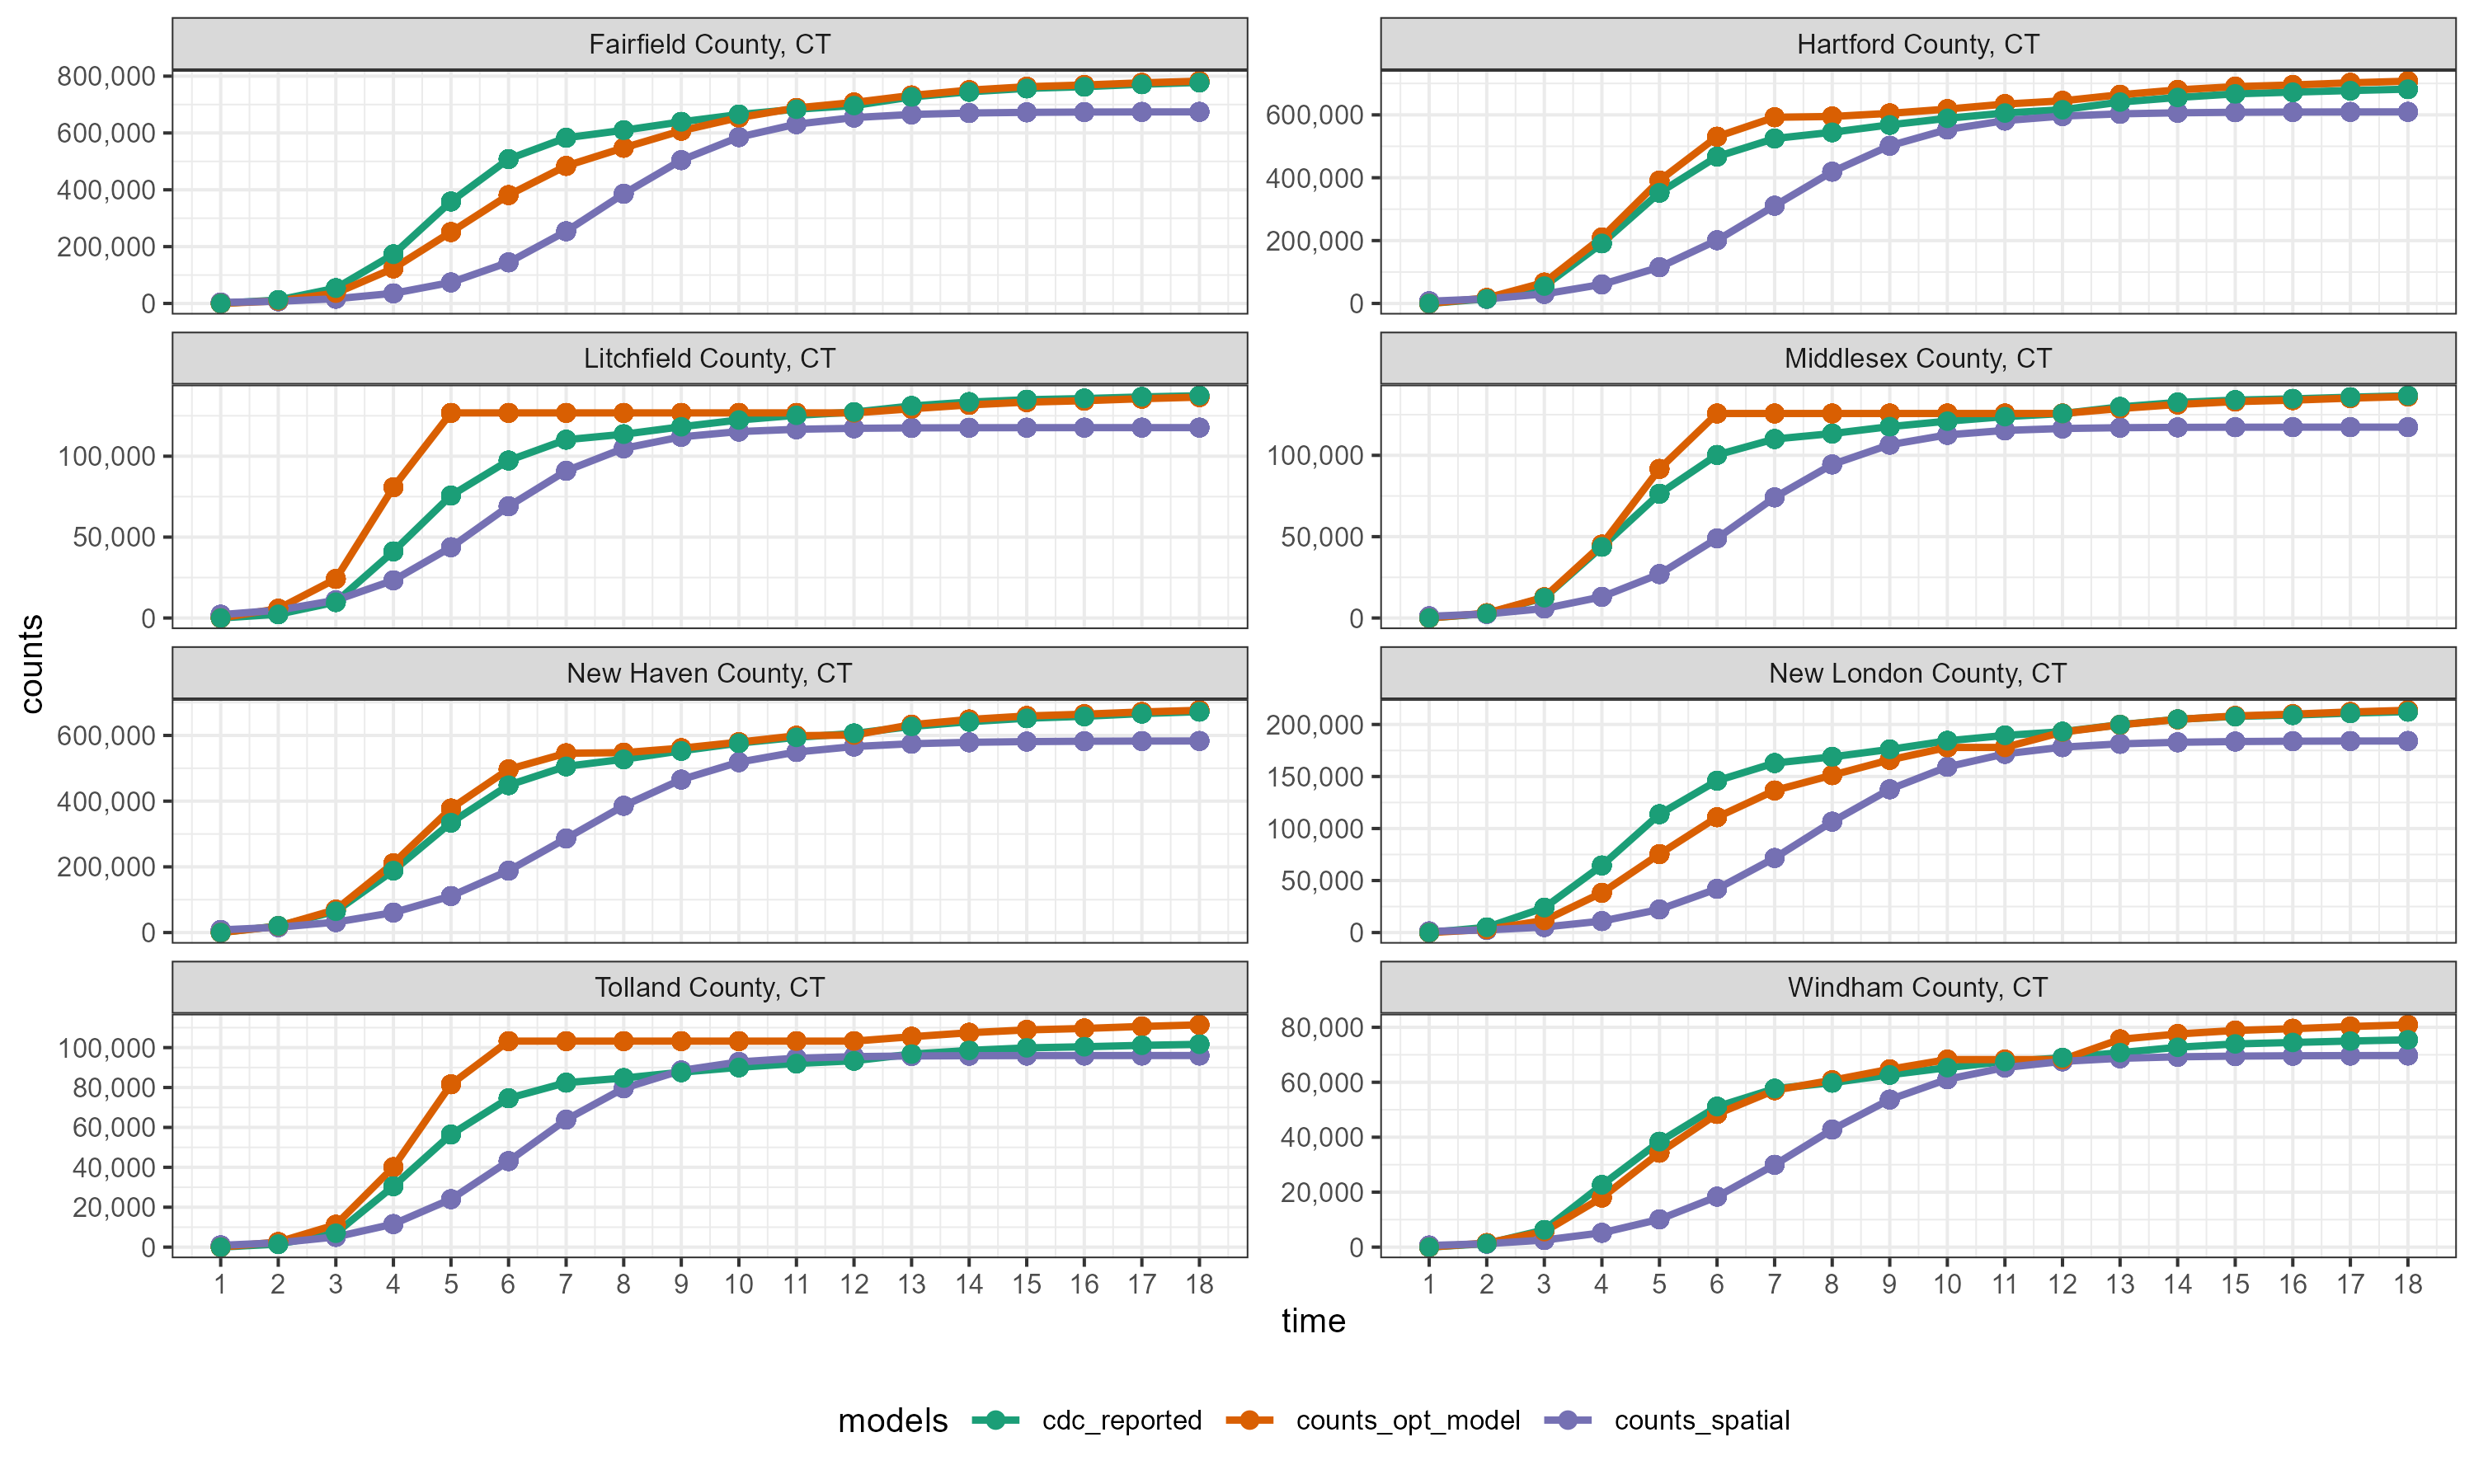 Fairfield County, CT
Hartford County, CT
800,000
600,000
400,000
200,000
0
600,000
400,000
200,000
0
Litchfield County, CT
Middlesex County, CT
100,000
50,000
0
100,000
50,000
0
counts
New Haven County, CT
New London County, CT
600,000
400,000
200,000
0
200,000
150,000
100,000
50,000
0
Tolland County, CT
Windham County, CT
100,000
80,000
60,000
40,000
20,000
0
80,000
60,000
40,000
20,000
0
1 2 3 4 5 6 7 8 9 10 11 12 13 14 15 16 17 18
1 2 3 4 5 6 7 8 9 10 11 12 13 14 15 16 17 18
time
models cdc_reported counts_opt_model counts_spatial